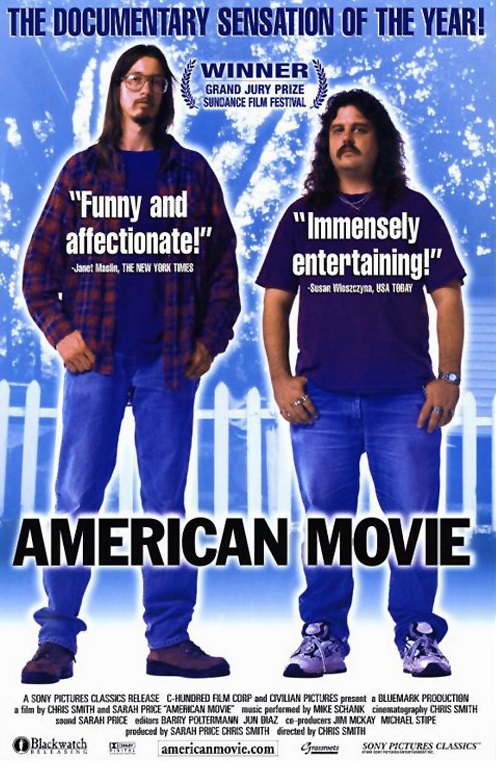 THE DOCUMENTARY SENSATION OF THE YEAR!
WINNER
GRAND JURY PRIZE
SUNDANCE FILM FESTIVAL
"Funny and
affectionate!"
-Janet Maslin, THE NEW YORK TIMES
"Immensely
entertaining!"
-Susan Wloszczyna, USA TODAY
AMERICAN MOVIE
A SONY PICTURES CLASSICS RELEASE C-HUNDRED FILM CORP and CIVILIAN PICTURES present a BLUEMARK PRODUCTION
a film by CHRIS SMITH and SARAH PRICE "AMERICAN MOVIE" music performed by MIKE SCHANK cinematography CHRIS SMITH
sound SARAH PRICE editors BARRY POLTERMANN JUN DIAZ co-producers JIM MCKAY MICHAEL STIPE
produced by SARAH PRICE CHRIS SMITH directed by CHRIS SMITH
Blackwatch
RELEASING
DOLBY
DIGITAL
americanmovie.com
Grassroots
SONY PICTURES CLASSICS